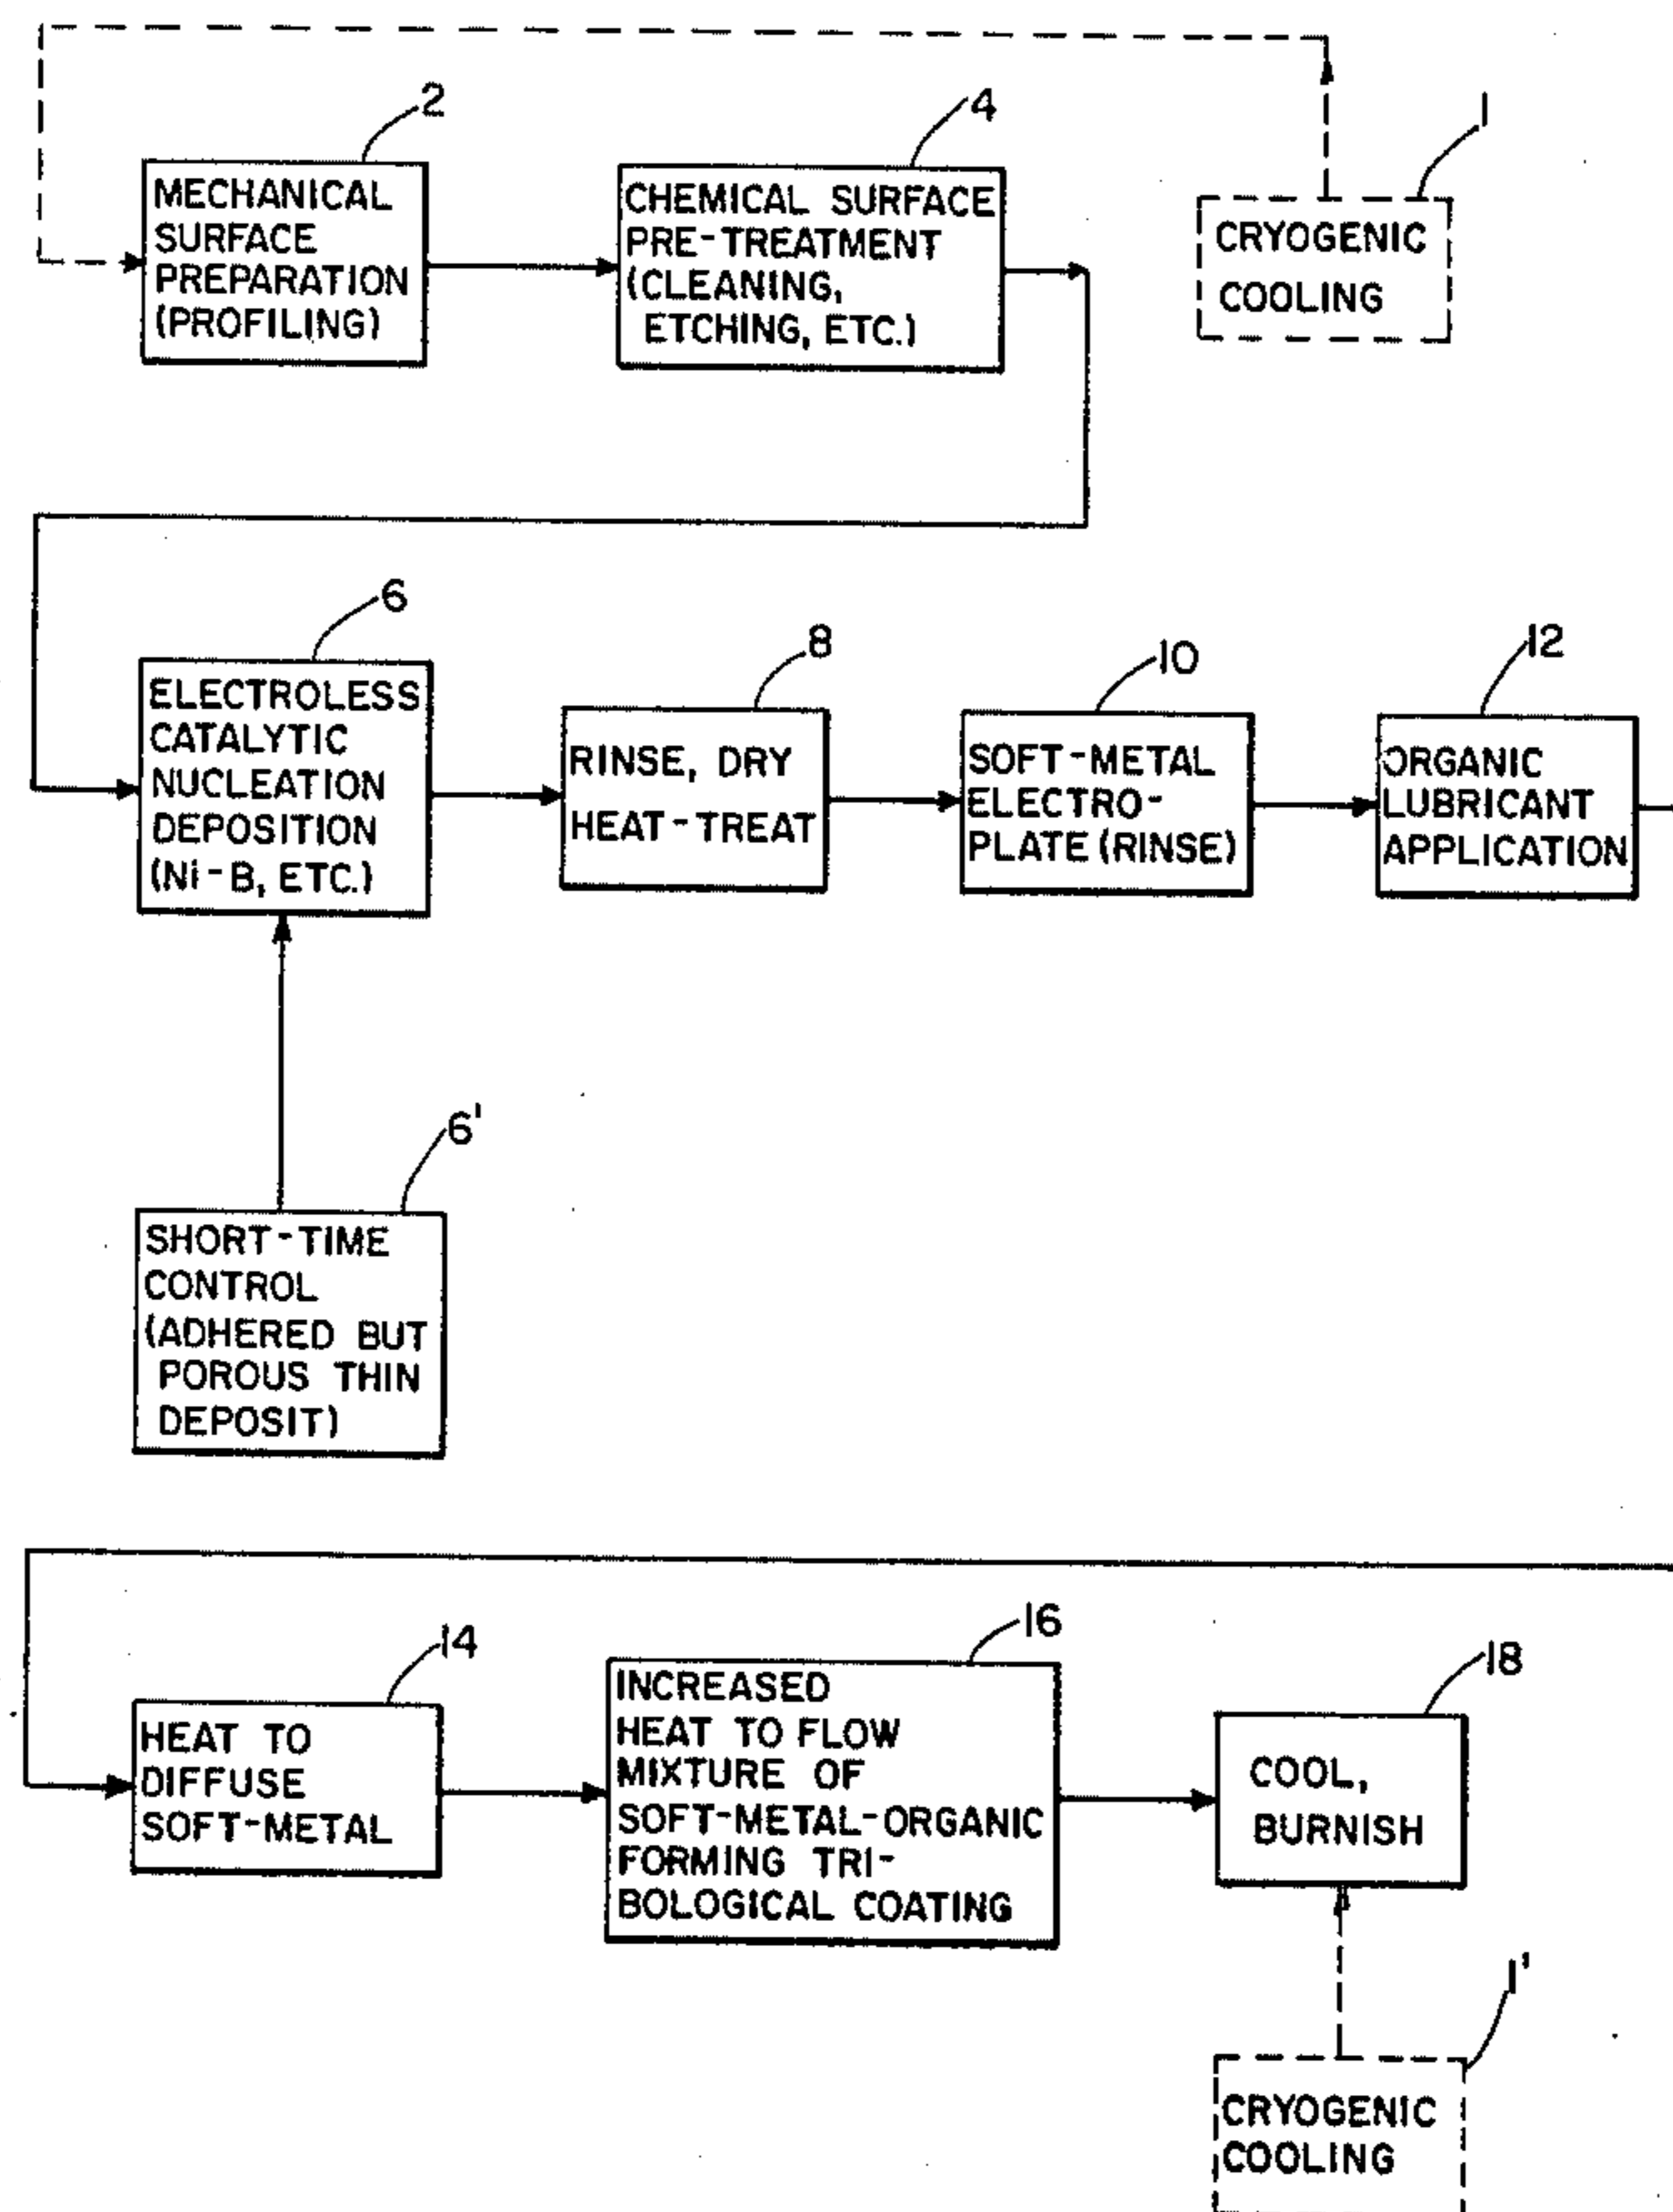 2
MECHANICAL
SURFACE
PREPARATION
(PROFILING)
4
CHEMICAL SURFACE
PRE-TREATMENT
(CLEANING,
ETCHING, ETC.)
1
CRYOGENIC
COOLING
6
ELECTROLESS
CATALYTIC
NUCLEATION
DEPOSITION
(Ni-B, ETC.)
8
RINSE, DRY
HEAT-TREAT
10
SOFT-METAL
ELECTRO-
PLATE (RINSE)
12
ORGANIC
LUBRICANT
APPLICATION
6'
SHORT-TIME
CONTROL
(ADHERED BUT
POROUS THIN
DEPOSIT)
14
HEAT TO
DIFFUSE
SOFT-METAL
16
INCREASED
HEAT TO FLOW
MIXTURE OF
SOFT-METAL-ORGANIC
FORMING TRI-
BOLOGICAL COATING
18
COOL,
BURNISH
1'
CRYOGENIC
COOLING